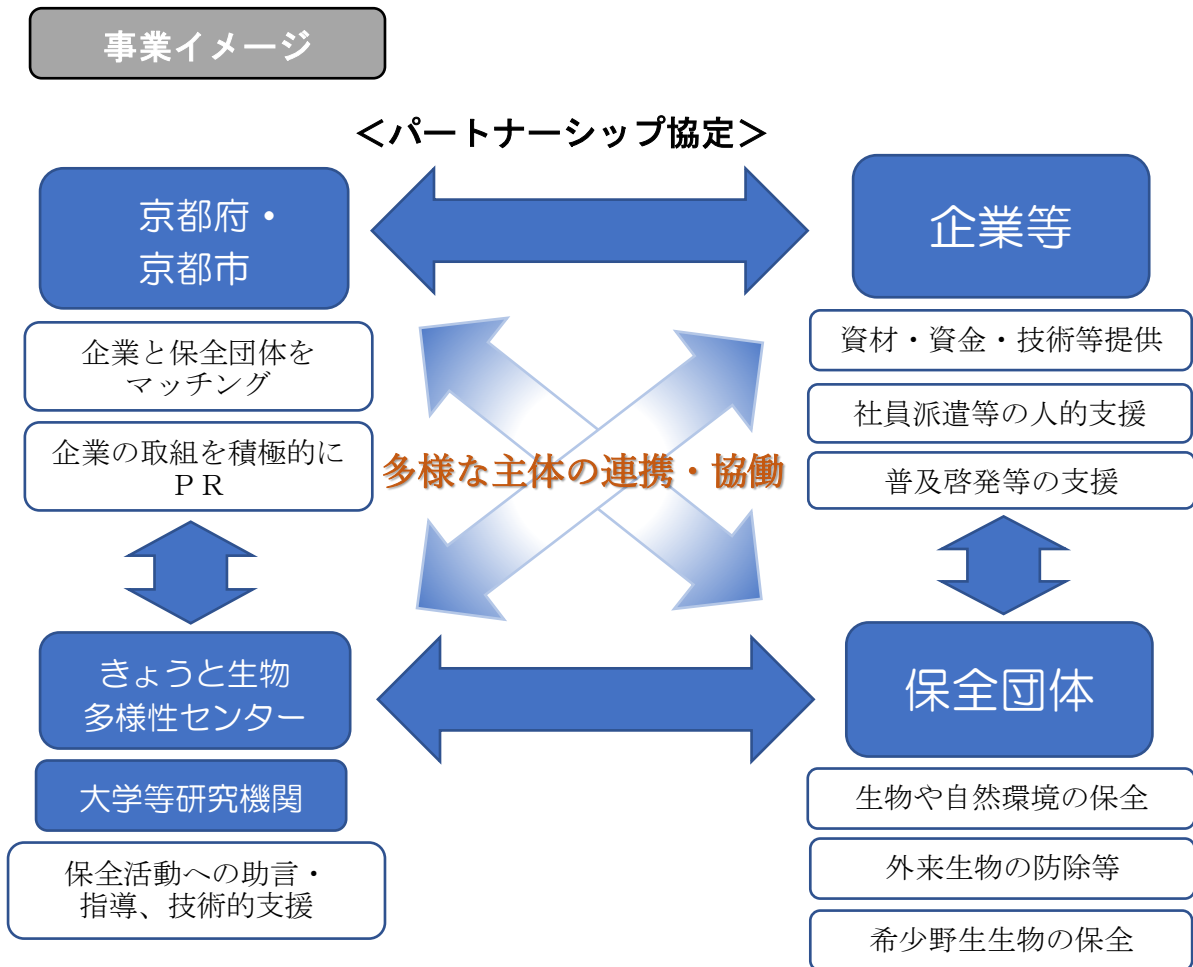 事業イメージ
＜パートナーシップ協定＞
京都府・
京都市
企業と保全団体を
マッチング
企業の取組を積極的に
ＰＲ
企業等
資材・資金・技術等提供
社員派遣等の人的支援
普及啓発等の支援
多様な主体の連携・協働
きょうと生物
多様性センター
大学等研究機関
保全活動への助言・
指導、技術的支援
保全団体
生物や自然環境の保全
外来生物の防除等
希少野生生物の保全